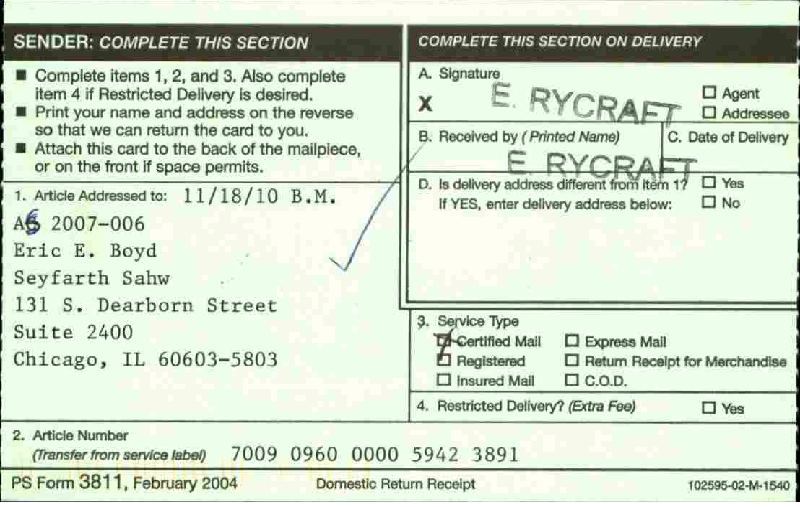 SENDER: COMPLETE THIS SECTION
■ Complete items 1, 2, and 3. Also complete
item 4 if Restricted Delivery is desired.
■ Print your name and address on the reverse
so that we can return the card to you.
■ Attach this card to the back of the mailpiece,
or on the front if space permits.
1. Article Addressed to: 11/18/10 B.M.
AS 2007-006
Eric E. Boyd
Seyfarth Sahw
131 S. Dearborn Street
Suite 2400
Chicago, IL 60603-5803
COMPLETE THIS SECTION ON DELIVERY
A. Signature
X E. RYCRAFT
☐ Agent
☐ Addressee
B. Received by (Printed Name)
E. RYCRAFT
C. Date of Delivery
D. Is delivery address different from item 1? ☐ Yes
If YES, enter delivery address below: ☐ No
3. Service Type
☑ Certified Mail ☐ Express Mail
☐ Registered ☐ Return Receipt for Merchandise
☐ Insured Mail ☐ C.O.D.
4. Restricted Delivery? (Extra Fee) ☐ Yes
2. Article Number
(Transfer from service label) 7009 0960 0000 5942 3891
PS Form 3811, February 2004 Domestic Return Receipt 102595-02-M-1540